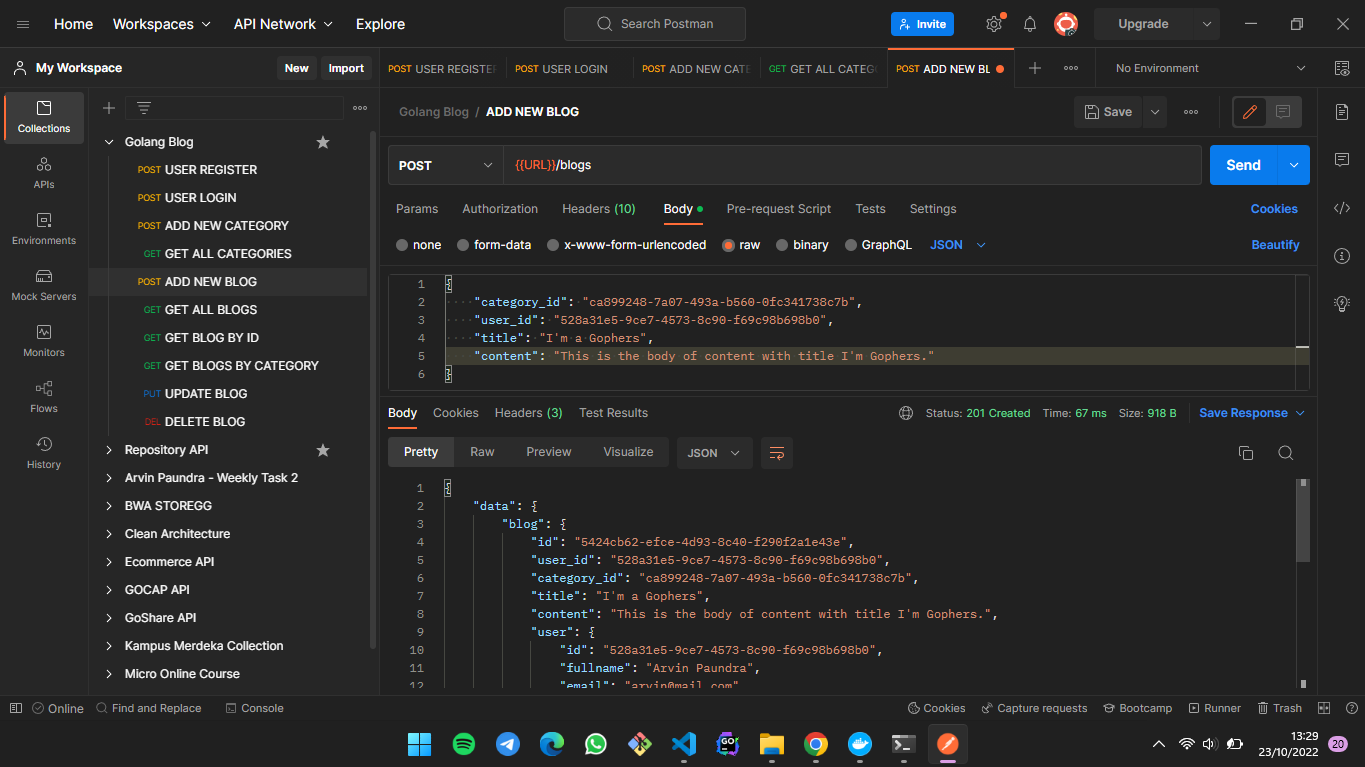 Home Workspaces API Network Explore Search Postman Invite Upgrade
My Workspace New Import POST USER REGISTE POST USER LOGIN POST ADD NEW CATE GET GET ALL CATEG POST ADD NEW BL No Environment
Collections
APIs
Environments
Mock Servers
Monitors
Flows
History
Golang Blog
POST USER REGISTER
POST USER LOGIN
POST ADD NEW CATEGORY
GET GET ALL CATEGORIES
POST ADD NEW BLOG
GET GET ALL BLOGS
GET GET BLOG BY ID
GET GET BLOGS BY CATEGORY
PUT UPDATE BLOG
DEL DELETE BLOG
Repository API
Arvin Paundra - Weekly Task 2
BWA STOREGG
Clean Architecture
Ecommerce API
GOCAP API
GoShare API
Kampus Merdeka Collection
Micro Online Course
Golang Blog / ADD NEW BLOG Save
POST {{URL}}/blogs Send
Params Authorization Headers (10) Body Pre-request Script Tests Settings Cookies
none form-data x-www-form-urlencoded raw binary GraphQL JSON Beautify
1 {
2 "category_id": "ca899248-7a07-493a-b560-0fc341738c7b",
3 "user_id": "528a31e5-9ce7-4573-8c90-f69c98b698b0",
4 "title": "I'm a Gophers",
5 "content": "This is the body of content with title I'm Gophers."
6 }
Body Cookies Headers (3) Test Results Status: 201 Created Time: 67 ms Size: 918 B Save Response
Pretty Raw Preview Visualize JSON
1 {
2 "data": {
3 "blog": {
4 "id": "5424cb62-efce-4d93-8c40-f290f2a1e43e",
5 "user_id": "528a31e5-9ce7-4573-8c90-f69c98b698b0",
6 "category_id": "ca899248-7a07-493a-b560-0fc341738c7b",
7 "title": "I'm a Gophers",
8 "content": "This is the body of content with title I'm Gophers.",
9 "user": {
10 "id": "528a31e5-9ce7-4573-8c90-f69c98b698b0",
11 "fullname": "Arvin Paundra",
12 "email": "arvin@mail.com"
Online Find and Replace Console Cookies Capture requests Bootcamp Runner Trash
GO
13:29
23/10/2022
20